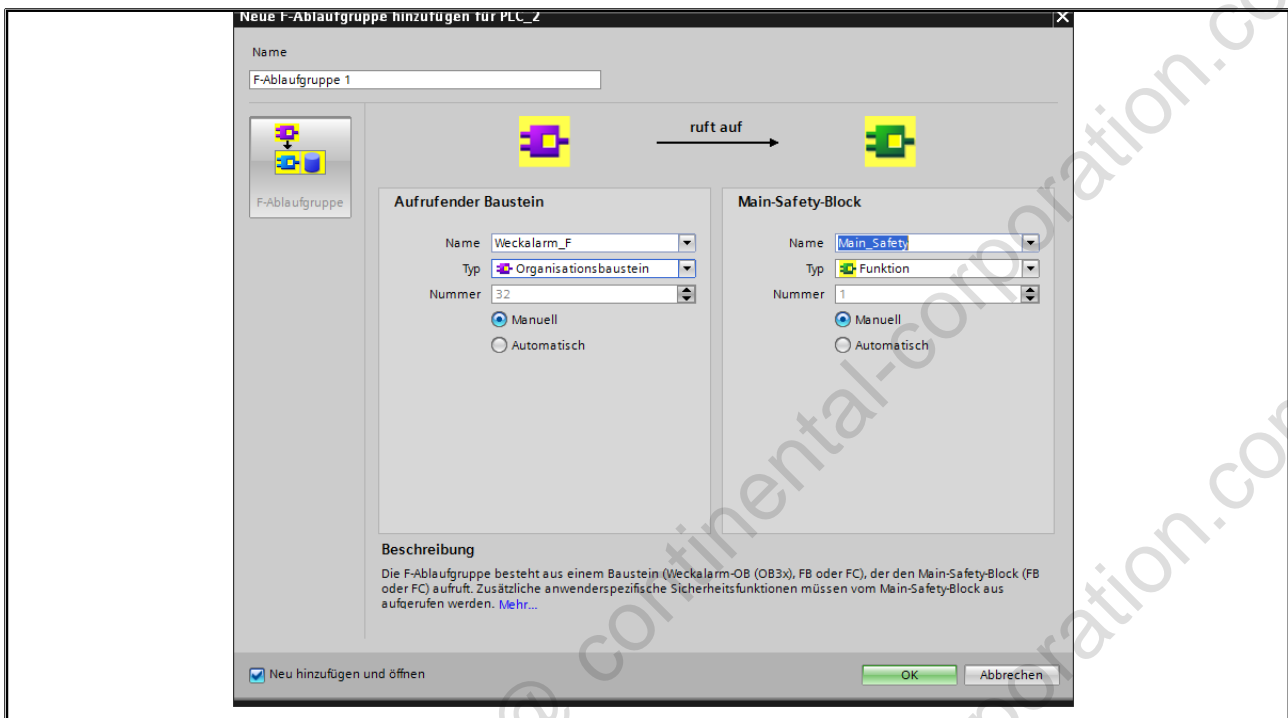 Neue F-Ablaufgruppe hinzufügen für PLC_2
Name
F-Ablaufgruppe 1
F-Ablaufgruppe
ruft auf
Aufrufender Baustein
Name Weckalarm_F
Typ Organisationsbaustein
Nummer 32
Manuell
Automatisch
Main-Safety-Block
Name Main_Safety
Typ Funktion
Nummer 1
Manuell
Automatisch
Beschreibung
Die F-Ablaufgruppe besteht aus einem Baustein (Weckalarm-OB (OB3x), FB oder FC), der den Main-Safety-Block (FB
oder FC) aufruft. Zusätzliche anwenderspezifische Sicherheitsfunktionen müssen vom Main-Safety-Block aus
aufgerufen werden. Mehr...
Neu hinzufügen und öffnen
OK
Abbrechen
@ continental-corporation.co